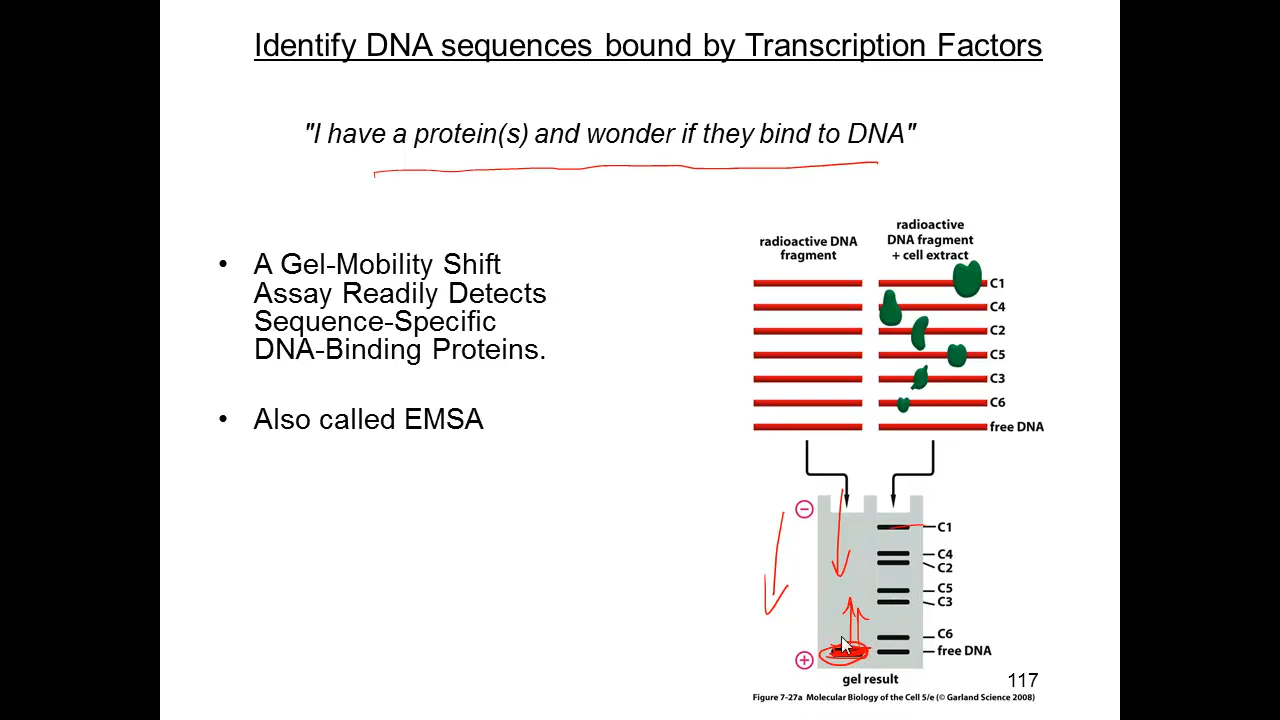 Identify DNA sequences bound by Transcription Factors
"I have a protein(s) and wonder if they bind to DNA"
• A Gel-Mobility Shift
Assay Readily Detects
Sequence-Specific
DNA-Binding Proteins.
• Also called EMSA
radioactive DNA
fragment
radioactive
DNA fragment
+ cell extract
C1
C4
C2
C5
C3
C6
free DNA
−
C1
C4
C2
C5
C3
C6
free DNA
+
gel result
117
Figure 7-27a Molecular Biology of the Cell 5/e (© Garland Science 2008)